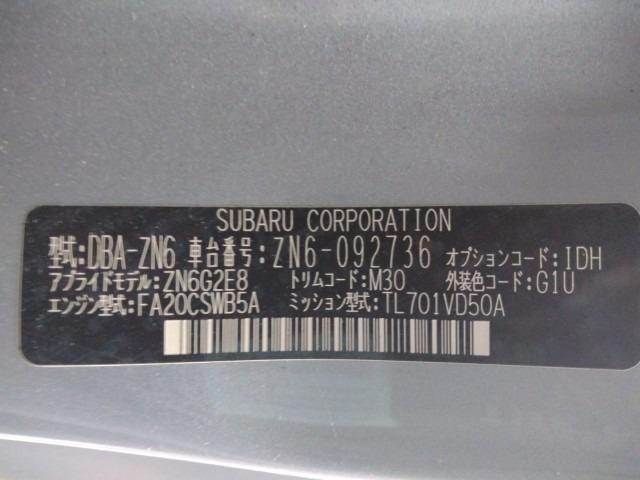 SUBARU CORPORATION
型式:DBA-ZN6 車台番号:ZN6-092736 オプションコード:IDH
アプライドモデル:ZN6G2E8 トリムコード:M30 外装色コード:G1U
エンジン型式:FA20CSWB5A ミッション型式:TL701VD50A